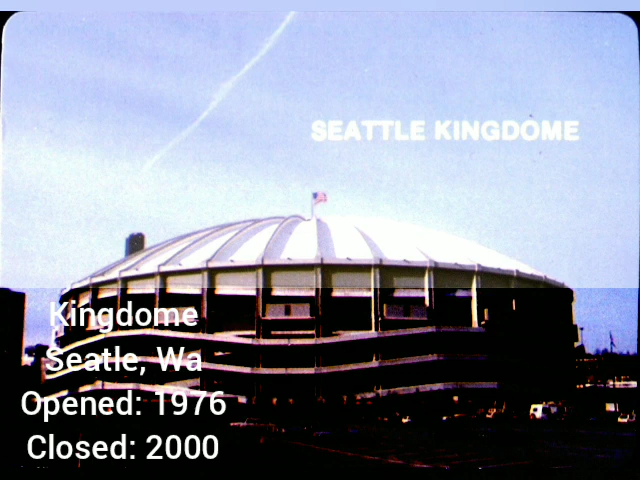 SEATTLE KINGDOME
Kingdome
Seatle, Wa
Opened: 1976
Closed: 2000